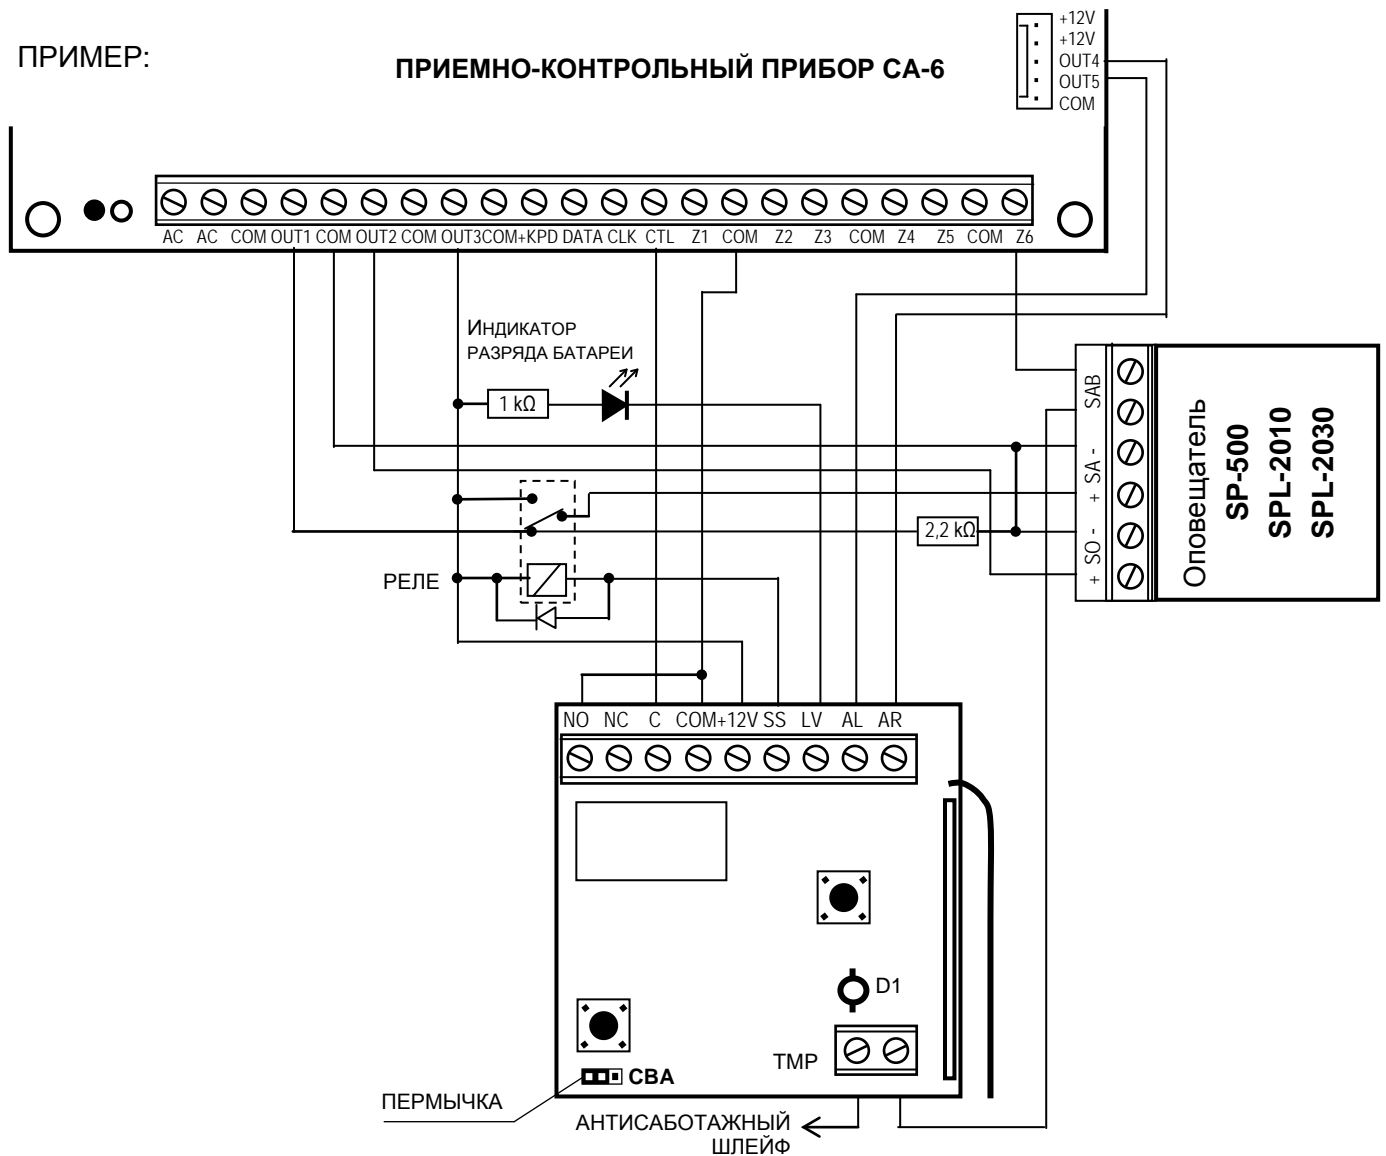 ПРИМЕР:
ПРИЕМНО-КОНТРОЛЬНЫЙ ПРИБОР CA-6
+12V
+12V
OUT4
OUT5
COM
AC AC COM OUT1 COM OUT2 COM OUT3 COM +KPD DATA CLK CTL Z1 COM Z2 Z3 COM Z4 Z5 COM Z6
ИНДИКАТОР
РАЗРЯДА БАТАРЕИ
1 kΩ
2,2 kΩ
РЕЛЕ
SAB
+ SA -
+ SO -
Оповещатель
SP-500
SPL-2010
SPL-2030
NO NC C COM +12V SS LV AL AR
D1
TMP
CBA
ПЕРМЫЧКА
АНТИСАБОТАЖНЫЙ
ШЛЕЙФ